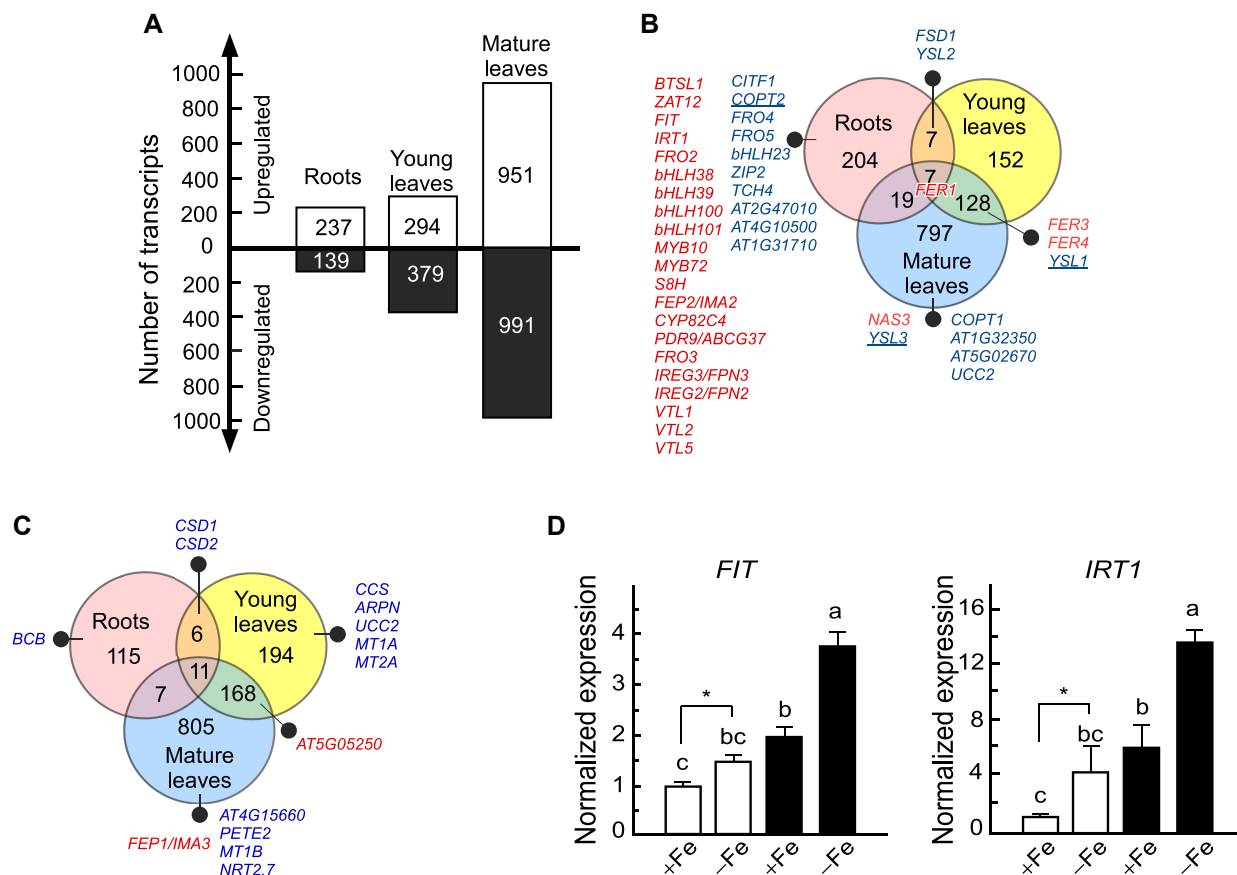 A
Number of transcripts
Upregulated
Downregulated
1000
800
600
400
200
0
200
400
600
800
1000
Roots
237
139
Young
leaves
294
379
Mature
leaves
951
991
B
BTSL1
ZAT12
FIT
IRT1
FRO2
bHLH38
bHLH39
bHLH100
bHLH101
MYB10
MYB72
S8H
FEP2/IMA2
CYP82C4
PDR9/ABCG37
FRO3
IREG3/FPN3
IREG2/FPN2
VTL1
VTL2
VTL5
CITF1
COPT2
FRO4
FRO5
bHLH23
ZIP2
TCH4
AT2G47010
AT4G10500
AT1G31710
FSD1
YSL2
Roots
204
7
Young
leaves
152
7
FER1
19
128
797
Mature
leaves
FER3
FER4
YSL1
NAS3
YSL3
COPT1
AT1G32350
AT5G02670
UCC2
C
CSD1
CSD2
BCB
Roots
115
6
Young
leaves
194
11
7
168
805
Mature
leaves
CCS
ARPN
UCC2
MT1A
MT2A
AT5G05250
FEP1/IMA3
AT4G15660
PETE2
MT1B
NRT2.7
D
FIT
Normalized expression
4
3
2
1
0
c
*
bc
b
a
+Fe
–Fe
+Fe
–Fe
IRT1
Normalized expression
16
12
8
4
0
c
*
bc
b
a
+Fe
–Fe
+Fe
–Fe